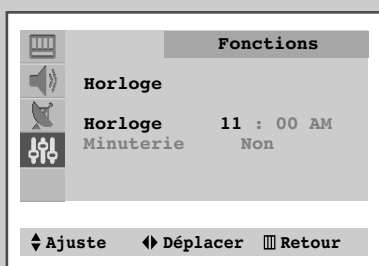 Fonctions
Horloge
Horloge 11 : 00 AM
Minuterie Non
Ajuste Déplacer Retour